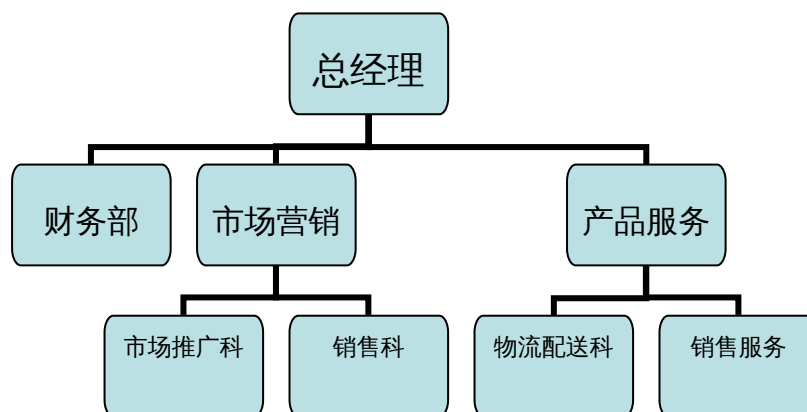 总经理
财务部
市场营销
产品服务
市场推广科
销售科
物流配送科
销售服务